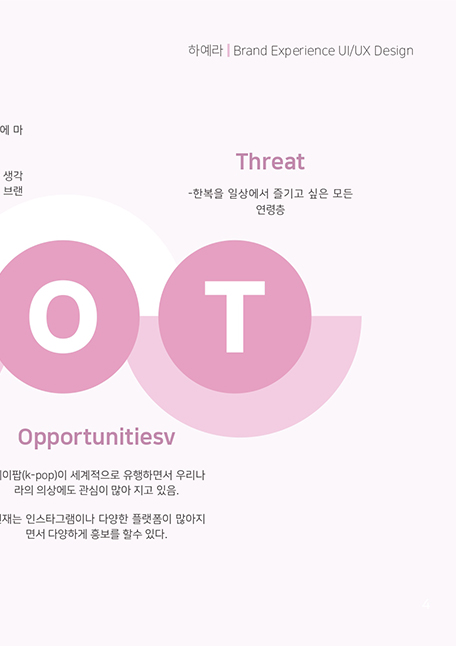 하예라 | Brand Experience UI/UX Design
에 마
생각
브랜
Threat
-한복을 일상에서 즐기고 싶은 모든
연령층
O T
Opportunitiesv
이팝(k-pop)이 세계적으로 유행하면서 우리나
라의 의상에도 관심이 많아 지고 있음.
재는 인스타그램이나 다양한 플랫폼이 많아지
면서 다양하게 홍보를 할수 있다.